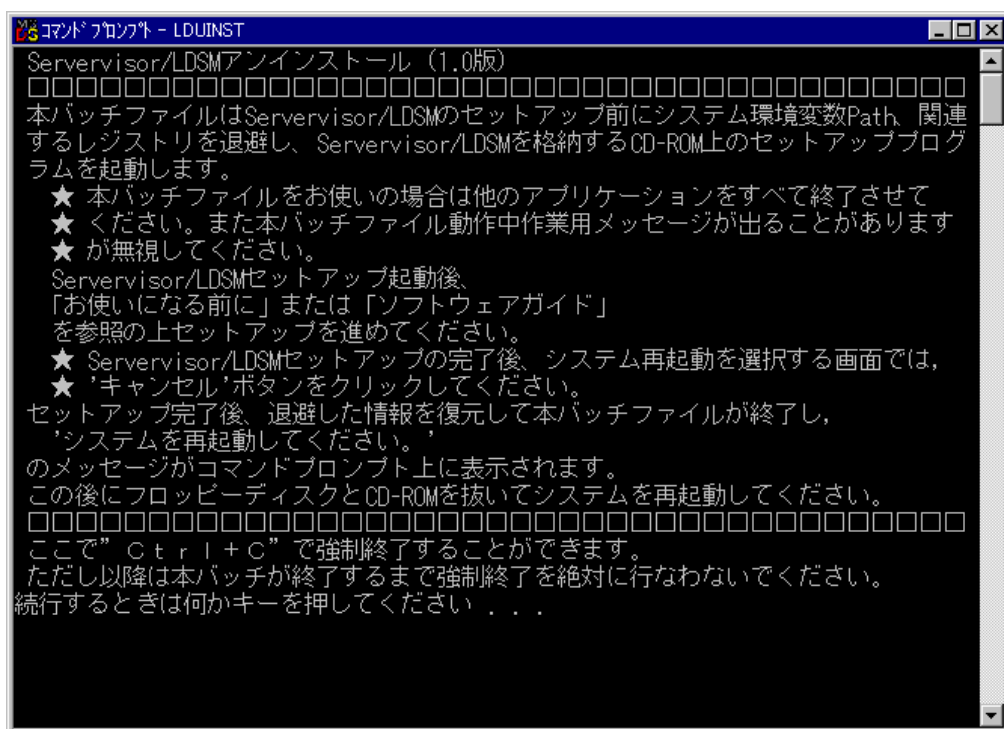 コマンド プロンプト - LDUINST
Servervisor/LDSMアンインストール (1.0版)
□□□□□□□□□□□□□□□□□□□□□□□□□□□□□□□□□□□□□□□
本バッチファイルはServervisor/LDSMのセットアップ前にシステム環境変数Path、関連
するレジストリを退避し、Servervisor/LDSMを格納するCD-ROM上のセットアッププログ
ラムを起動します。
★ 本バッチファイルをお使いの場合は他のアプリケーションをすべて終了させて
★ ください。また本バッチファイル動作中作業用メッセージが出ることがあります
★ が無視してください。
Servervisor/LDSMセットアップ起動後、
「お使いになる前に」または「ソフトウェアガイド」
を参照の上セットアップを進めてください。
★ Servervisor/LDSMセットアップの完了後、システム再起動を選択する画面では,
★ 'キャンセル'ボタンをクリックしてください。
セットアップ完了後、退避した情報を復元して本バッチファイルが終了し,
'システムを再起動してください。'
のメッセージがコマンドプロンプト上に表示されます。
この後にフロッピーディスクとCD-ROMを抜いてシステムを再起動してください。
□□□□□□□□□□□□□□□□□□□□□□□□□□□□□□□□□□□□□□□
ここで”Ctrl+C”で強制終了することができます。
ただし以降は本バッチが終了するまで強制終了を絶対に行なわないでください。
続行するときは何かキーを押してください . . .